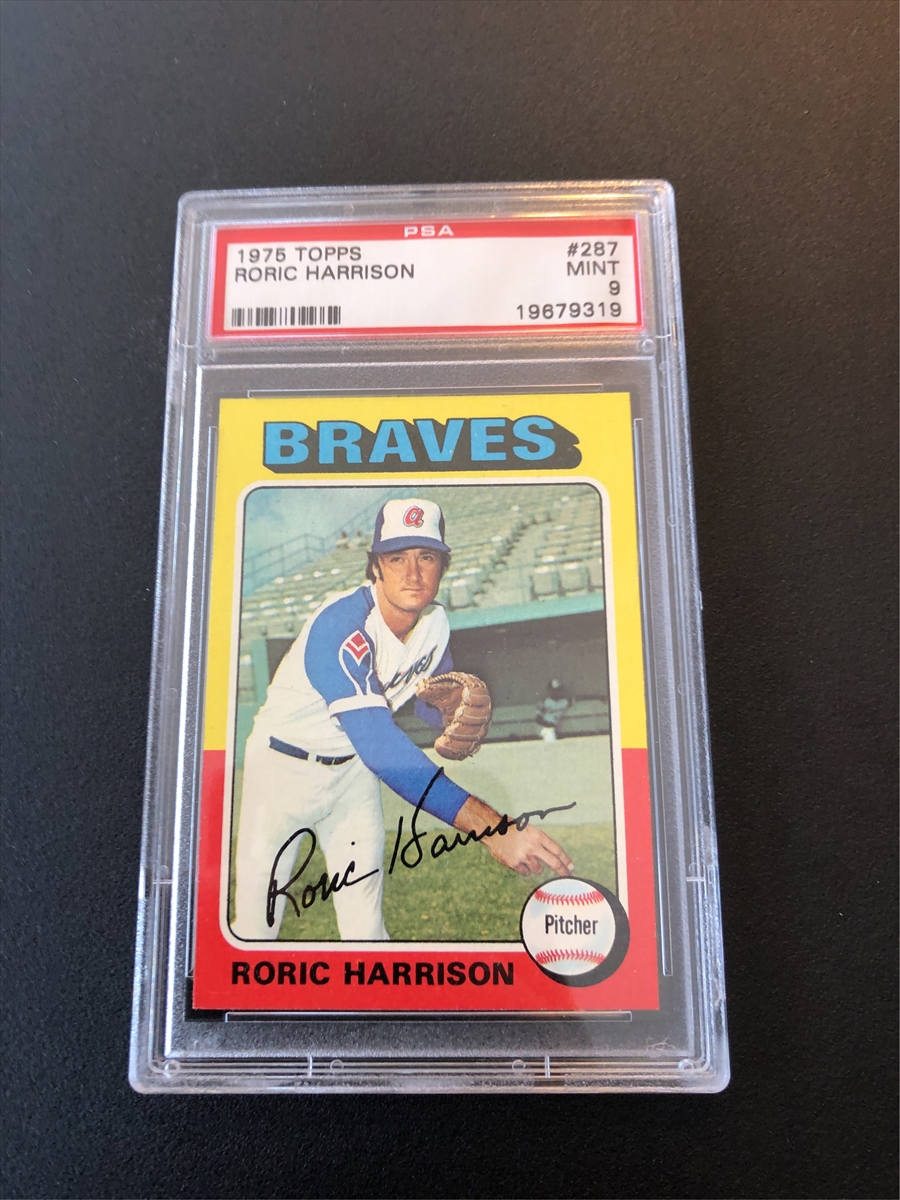 PSA
1975 TOPPS #287
RORIC HARRISON MINT
9
19679319
BRAVES
a
Roric Harrison
Pitcher
RORIC HARRISON